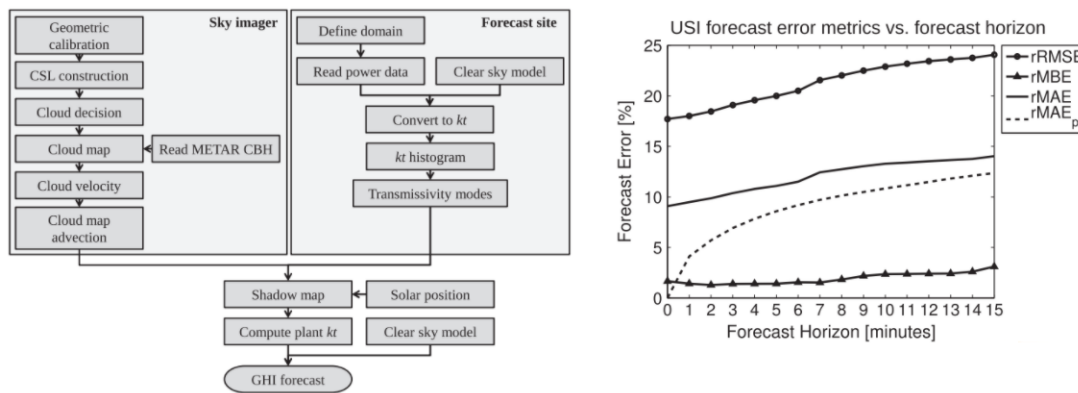 Sky imager
Geometric
calibration
CSL construction
Cloud decision
Cloud map
Read METAR CBH
Cloud velocity
Cloud map
advection
Forecast site
Define domain
Read power data
Clear sky model
Convert to kt
kt histogram
Transmissivity modes
Shadow map
Solar position
Compute plant kt
Clear sky model
GHI forecast
USI forecast error metrics vs. forecast horizon
Forecast Error [%]
25
20
15
10
5
0
0 1 2 3 4 5 6 7 8 9 10 11 12 13 14 15
Forecast Horizon [minutes]
rRMSE
rMBE
rMAE
rMAEp